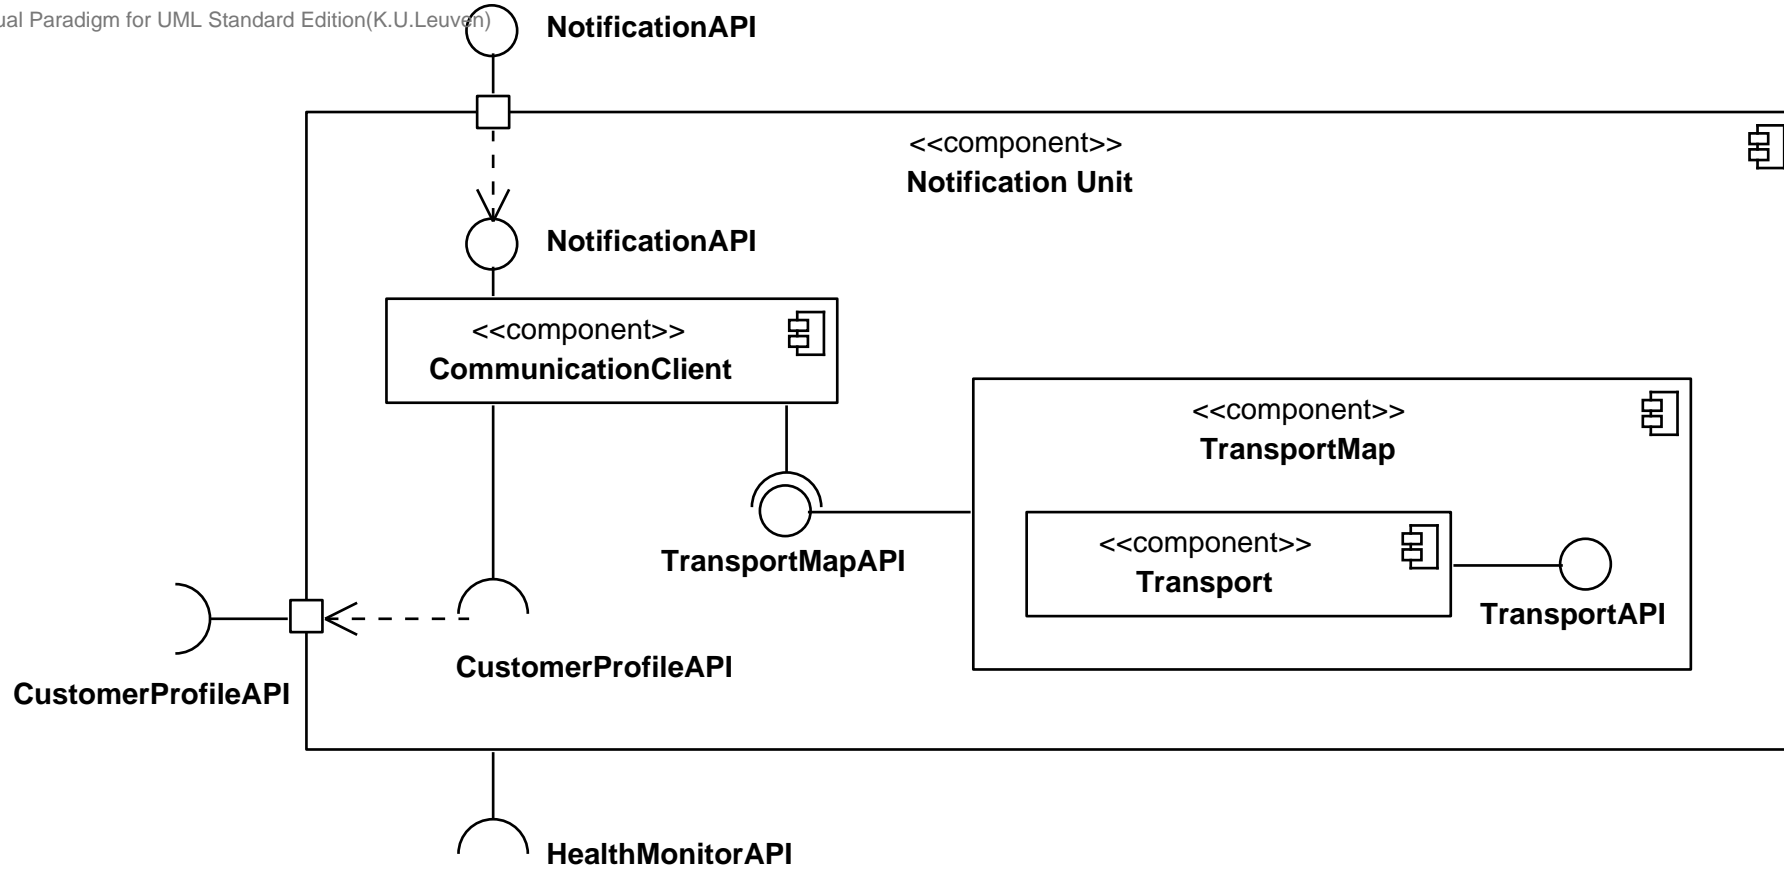 ual Paradigm for UML Standard Edition(K.U.Leuven)
NotificationAPI
<<component>>
Notification Unit
NotificationAPI
<<component>>
CommunicationClient
<<component>>
TransportMap
TransportMapAPI
<<component>>
Transport
TransportAPI
CustomerProfileAPI
CustomerProfileAPI
HealthMonitorAPI